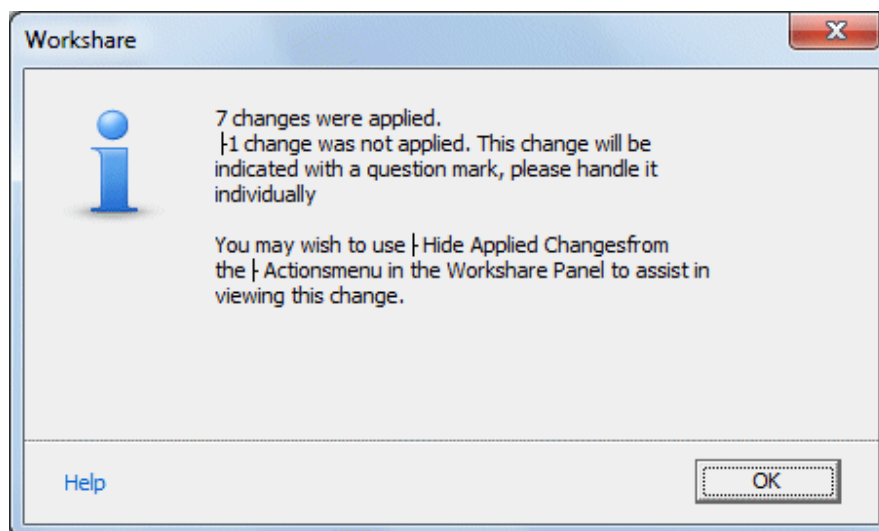 Workshare
7 changes were applied.
├1 change was not applied. This change will be
indicated with a question mark, please handle it
individually
You may wish to use ├ Hide Applied Changesfrom
the ├ Actionsmenu in the Workshare Panel to assist in
viewing this change.
Help
OK